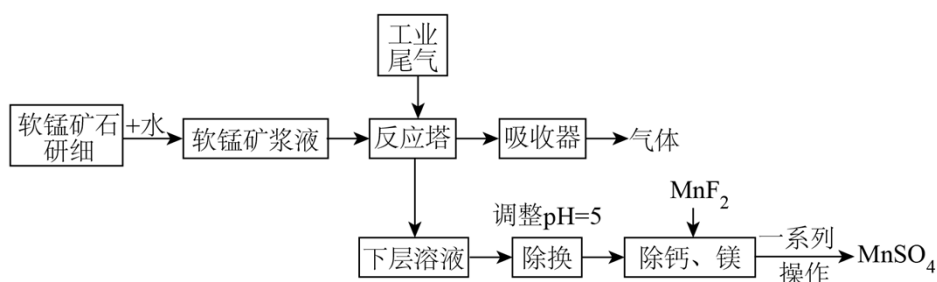 工业
尾气
软锰矿石
研细
+水
软锰矿浆液
反应塔
吸收器
气体
调整pH=5
MnF₂
下层溶液
除换
除钙、镁
一系列
操作
MnSO₄